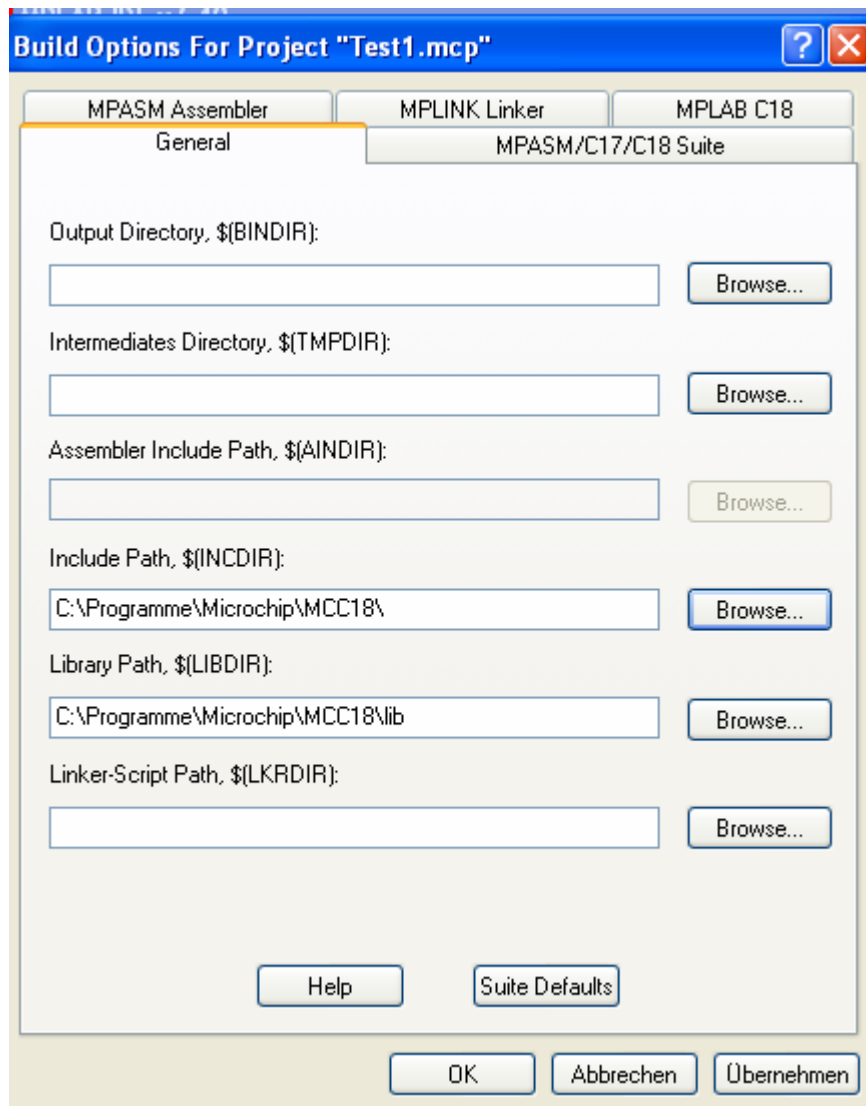 Build Options For Project "Test1.mcp"
MPASM Assembler
MPLINK Linker
MPLAB C18
General
MPASM/C17/C18 Suite
Output Directory, $(BINDIR):
Browse...
Intermediates Directory, $(TMPDIR):
Browse...
Assembler Include Path, $(AINDIR):
Browse...
Include Path, $(INCDIR):
C:\Programme\Microchip\MCC18\
Browse...
Library Path, $(LIBDIR):
C:\Programme\Microchip\MCC18\lib
Browse...
Linker-Script Path, $(LKRDIR):
Browse...
Help
Suite Defaults
OK
Abbrechen
Übernehmen